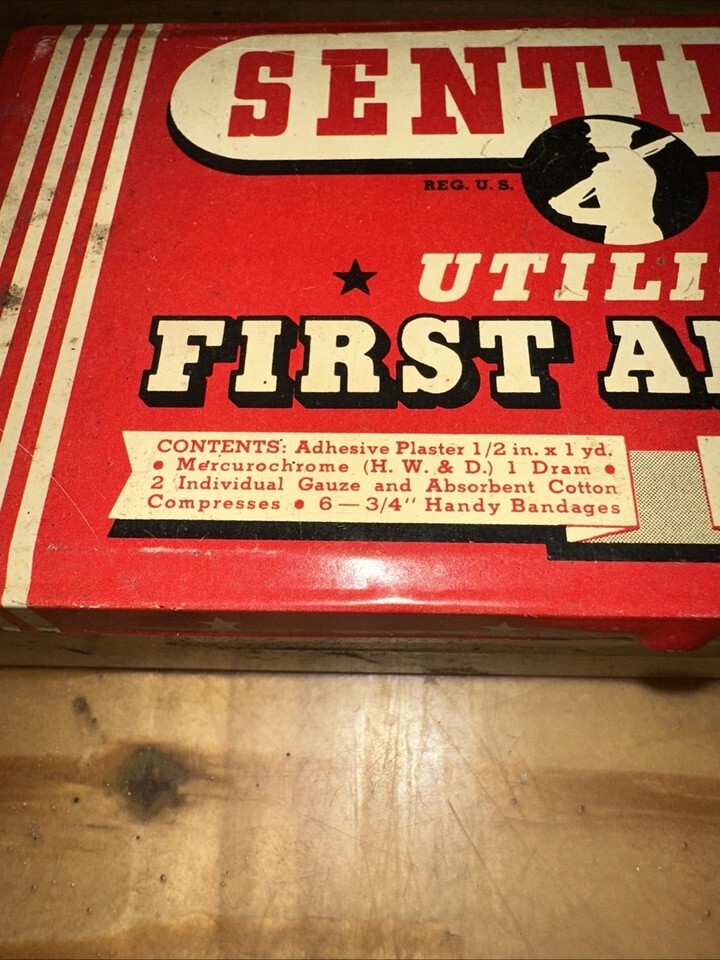 SENTI
REG. U. S.
UTILI
FIRST A
CONTENTS: Adhesive Plaster 1/2 in. x 1 yd.
• Mercurochrome (H. W. & D.) 1 Dram •
2 Individual Gauze and Absorbent Cotton
Compresses • 6 — 3/4" Handy Bandages